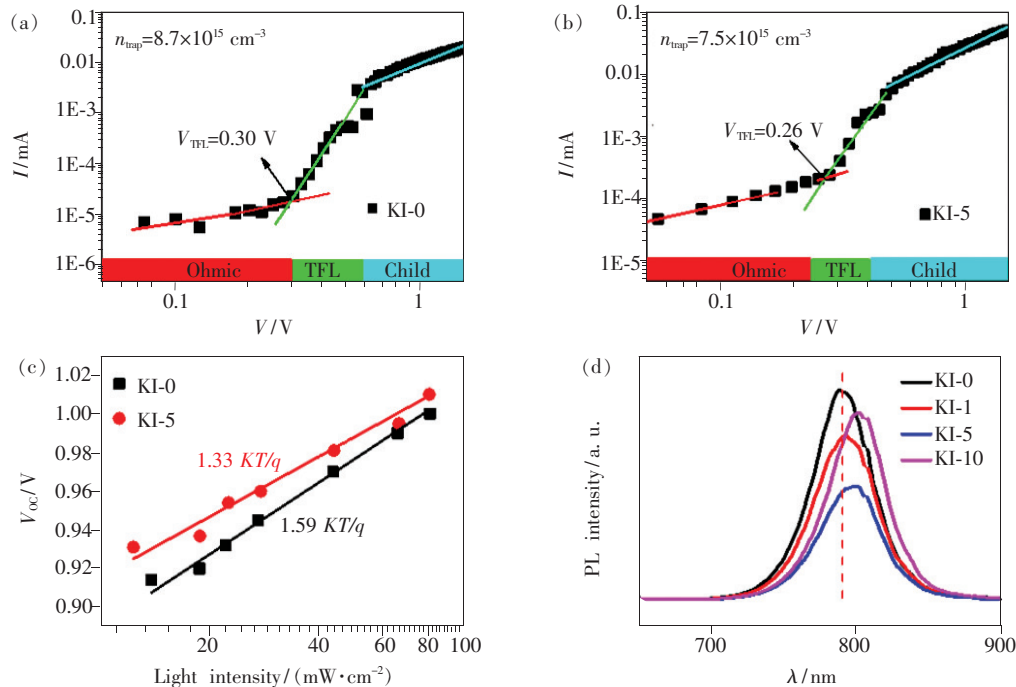 (a)
0.1
0.01
1E-3
1E-4
1E-5
1E-6
I/mA
n_trap=8.7×10¹⁵ cm⁻³
V_TFL=0.30 V
KI-0
Ohmic TFL Child
0.1 1
V/V
(b)
0.1
0.01
1E-3
1E-4
1E-5
I/mA
n_trap=7.5×10¹⁵ cm⁻³
V_TFL=0.26 V
KI-5
Ohmic TFL Child
0.1 1
V/V
(c)
1.02
1.00
0.98
0.96
0.94
0.92
0.90
V_OC/V
KI-0
KI-5
1.33 KT/q
1.59 KT/q
20 40 60 80 100
Light intensity/(mW·cm⁻²)
(d)
PL intensity/a. u.
KI-0
KI-1
KI-5
KI-10
700 800 900
λ/nm